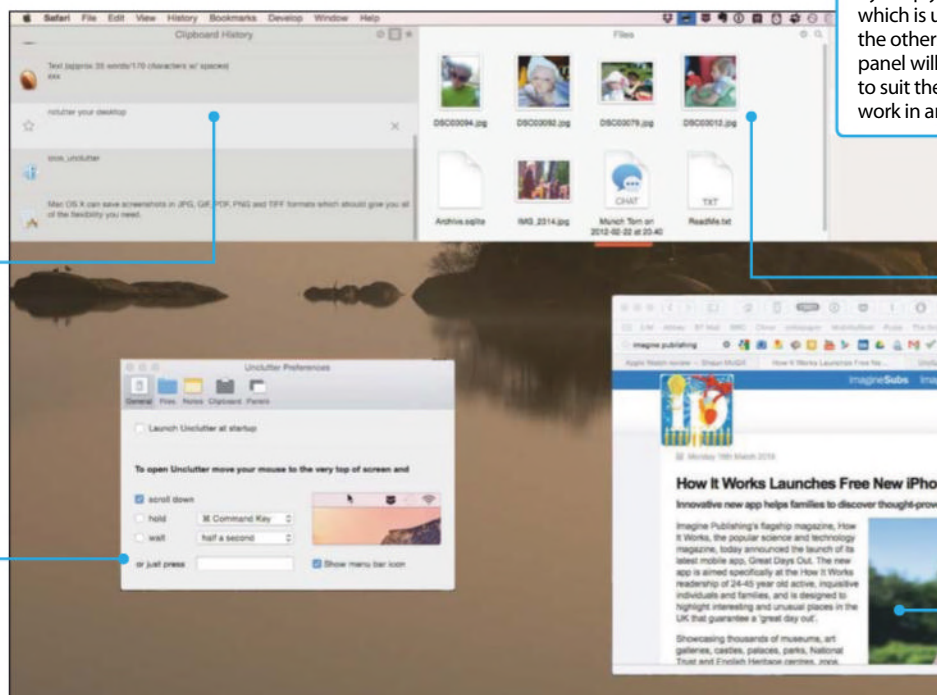 Safari File Edit View History Bookmarks Develop Window Help
which is u
the other
panel will
to suit the
work in a
Clipboard History
Files
Text (approx 35 words/170 characters w/ spaces)
xxx
nclutter your desktop
icos_unclutter
Mac OS X can save screenshots in JPG, GIF, PDF, PNG and TIFF formats which should give you all
of the flexibility you need.
DSC03094.jpg
DSC03092.jpg
DSC03079.jpg
DSC03012.jpg
CHAT
TXT
Archive.sqlite
IMG_2014.jpg
Munch Tom on
2012-02-22 at 20.40
ReadMe.txt
Unclutter Preferences
General Files Notes Clipboard Panels
Launch Unclutter at startup
To open Unclutter move your mouse to the very top of screen and
scroll down
hold
⌘ Command Key
wait
half a second
or just press
Show menu bar icon
imagine publishing
Apple Watch review
How It Works Launches Free Ne...
imagineSubs
Monday 16th March 2015
How It Works Launches Free New iPho
Innovative new app helps families to discover thought-prov
Imagine Publishing's flagship magazine, How
It Works, the popular science and technology
magazine, today announced the launch of its
latest mobile app, Great Days Out. The new
app is aimed specifically at the How It Works
readership of 24-45 year old active, inquisitive
individuals and families, and is designed to
highlight interesting and unusual places in the
UK that guarantee a 'great day out'.
Showcasing thousands of museums, art
galleries, castles, palaces, parks, National
Trust and English Heritage centres, zoos,